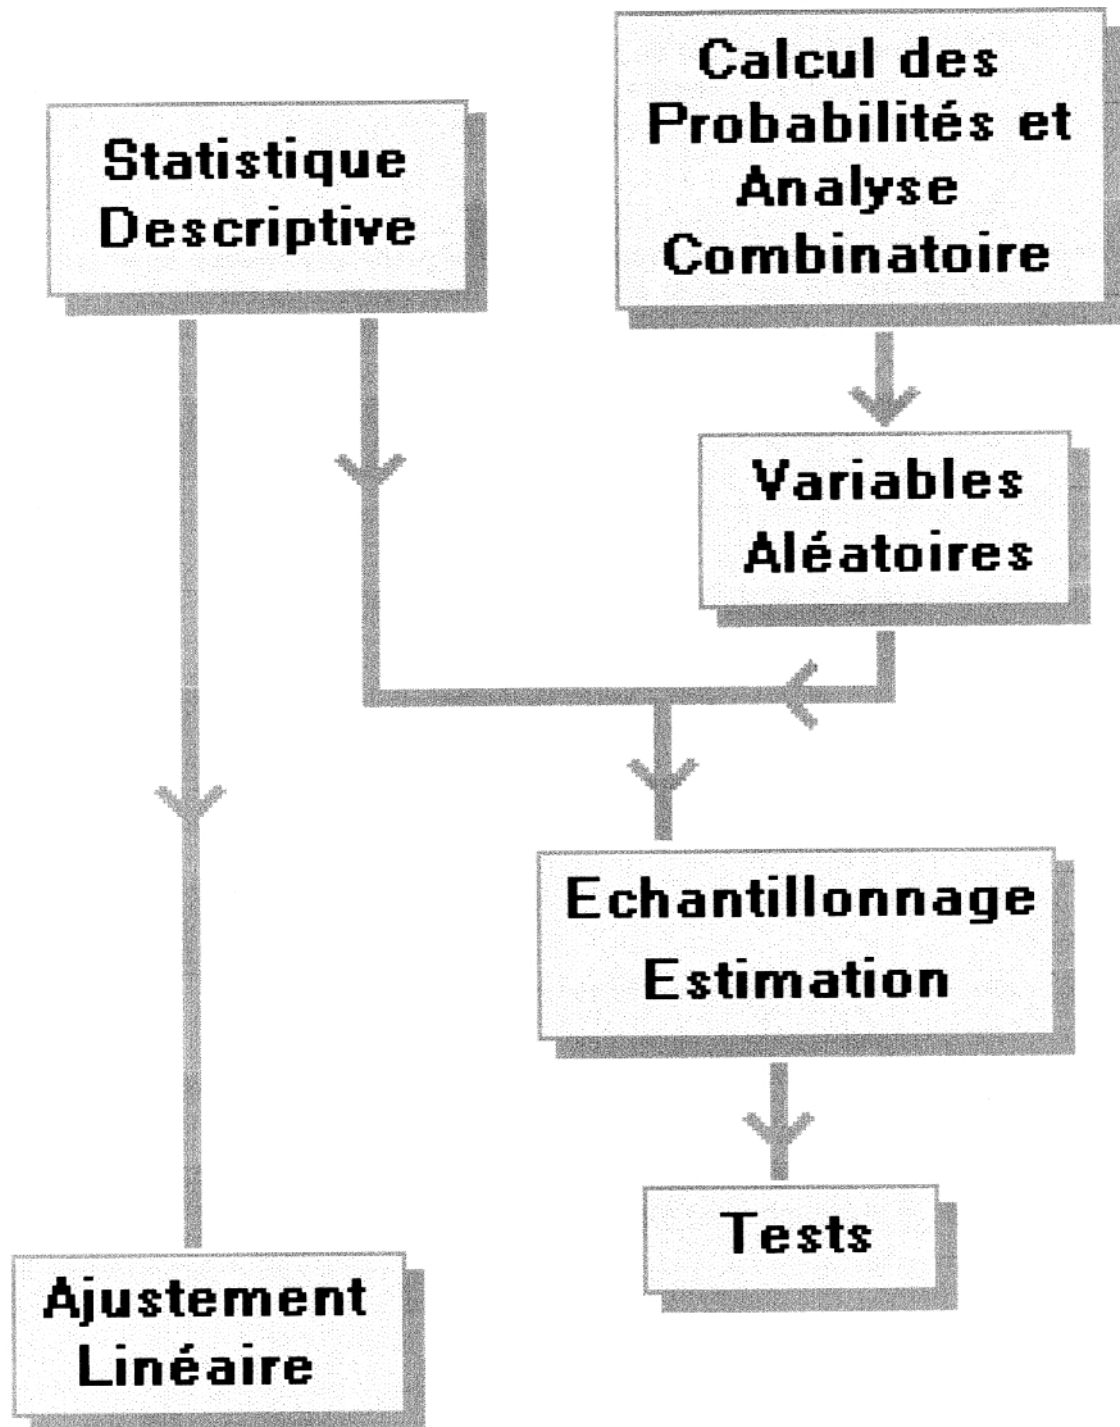 Calcul des
Probabilités et
Analyse
Combinatoire
Statistique
Descriptive
Variables
Aléatoires
Echantillonnage
Estimation
Tests
Ajustement
Linéaire